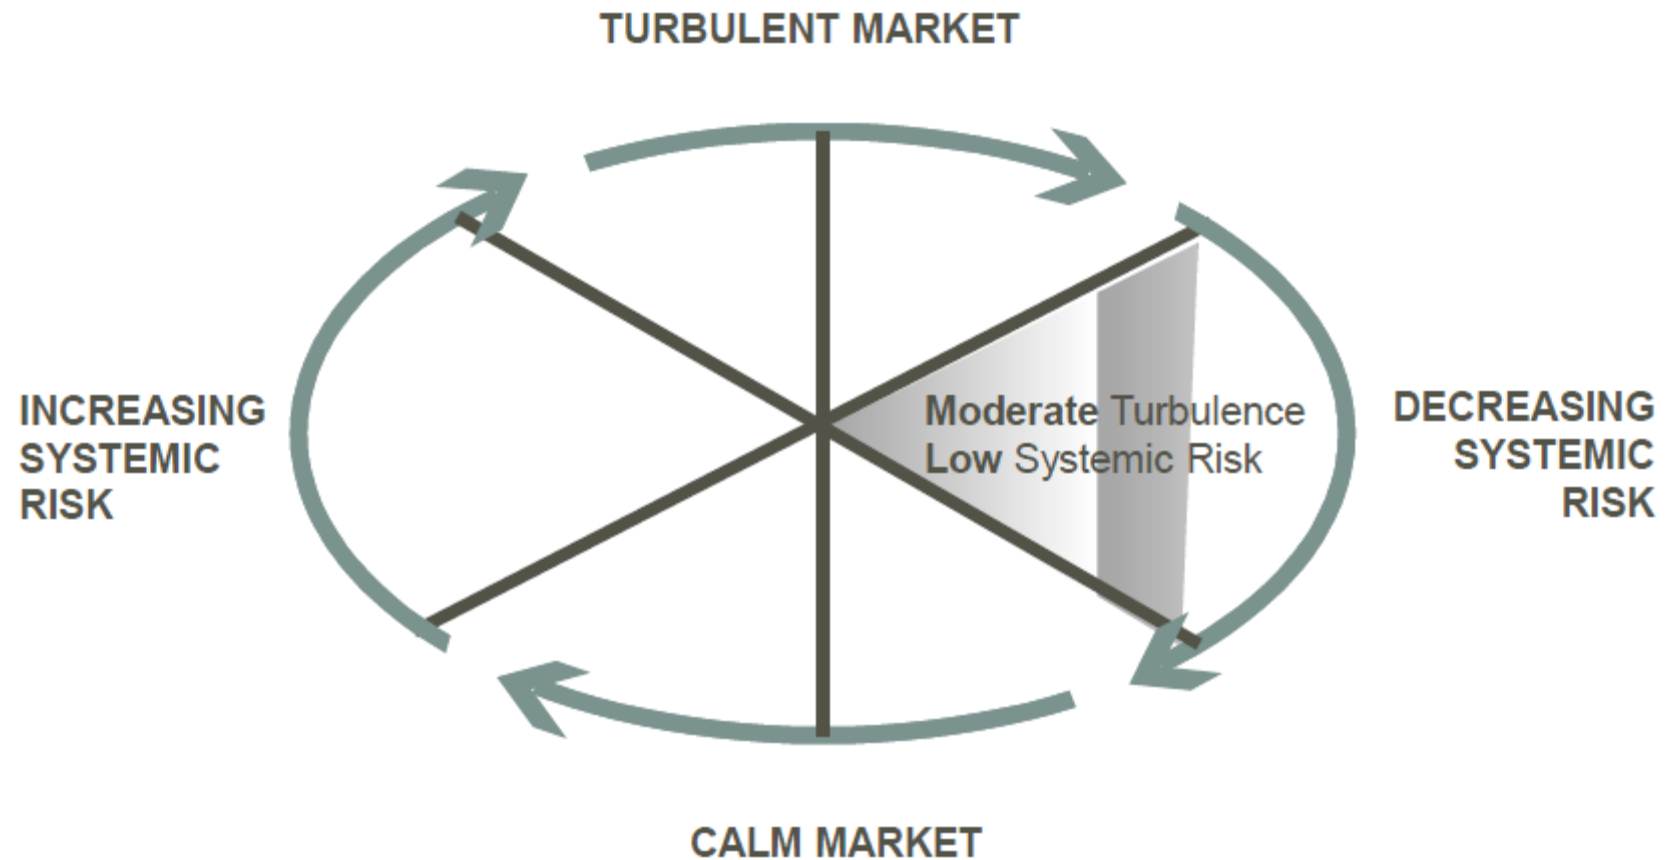 TURBULENT MARKET
INCREASING
SYSTEMIC
RISK
Moderate Turbulence
Low Systemic Risk
DECREASING
SYSTEMIC
RISK
CALM MARKET